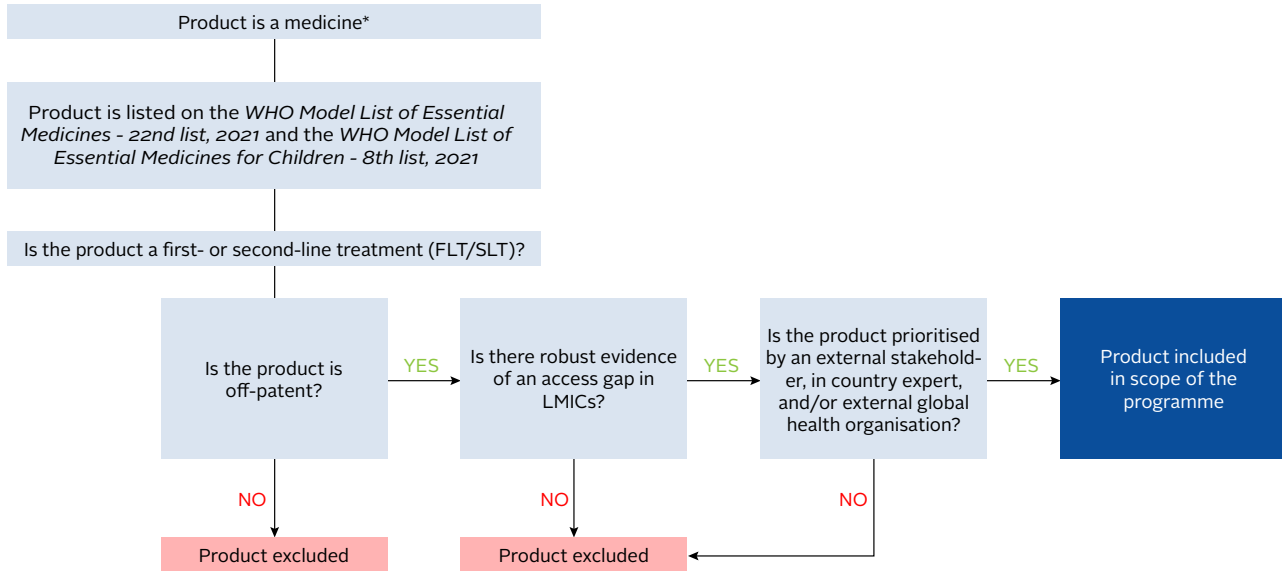 Product is a medicine*
Product is listed on the WHO Model List of Essential
Medicines - 22nd list, 2021 and the WHO Model List of
Essential Medicines for Children - 8th list, 2021
Is the product a first- or second-line treatment (FLT/SLT)?
Is the product is
off-patent?
YES
Is there robust evidence
of an access gap in
LMICs?
YES
Is the product prioritised
by an external stakehold-
er, in country expert,
and/or external global
health organisation?
YES
Product included
in scope of the
programme
NO
NO
NO
Product excluded
Product excluded